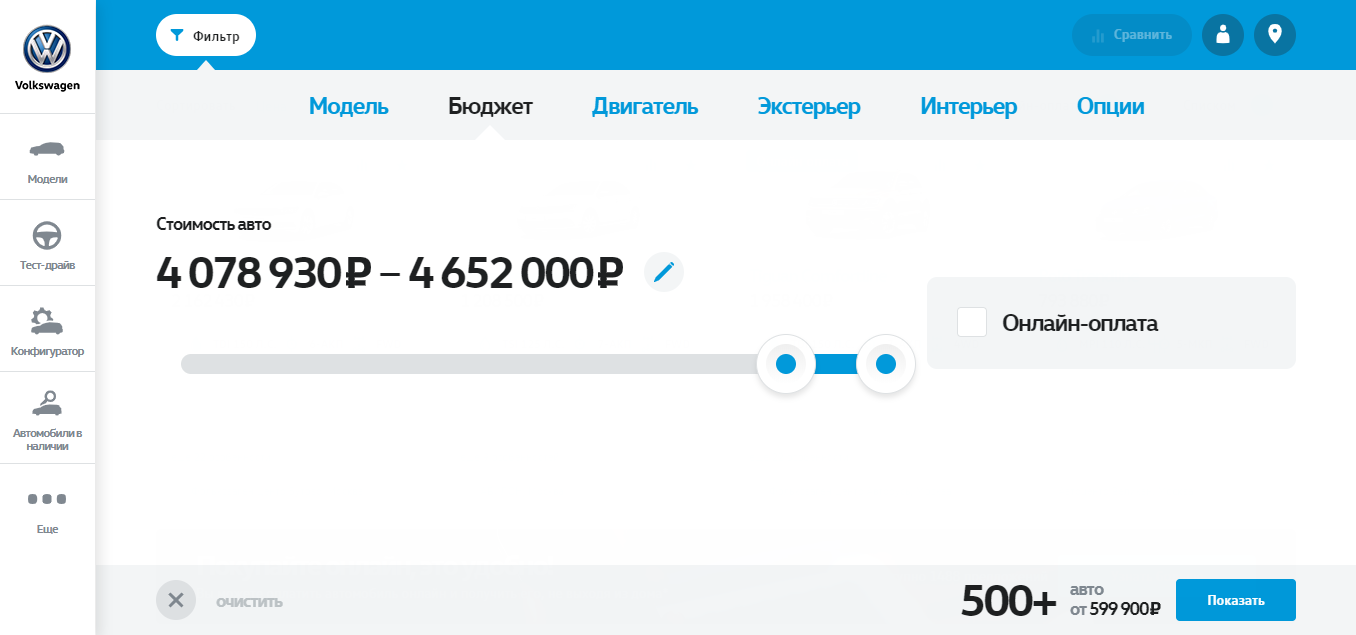 Volkswagen
Модели
Тест-драйв
Конфигуратор
Автомобили в
наличии
Еще
Фильтр
Сравнить
Модель
Бюджет
Двигатель
Экстерьер
Интерьер
Опции
Стоимость авто
4 078 930₽ – 4 652 000₽
Онлайн-оплата
очистить
500+
авто
от 599 900₽
Показать